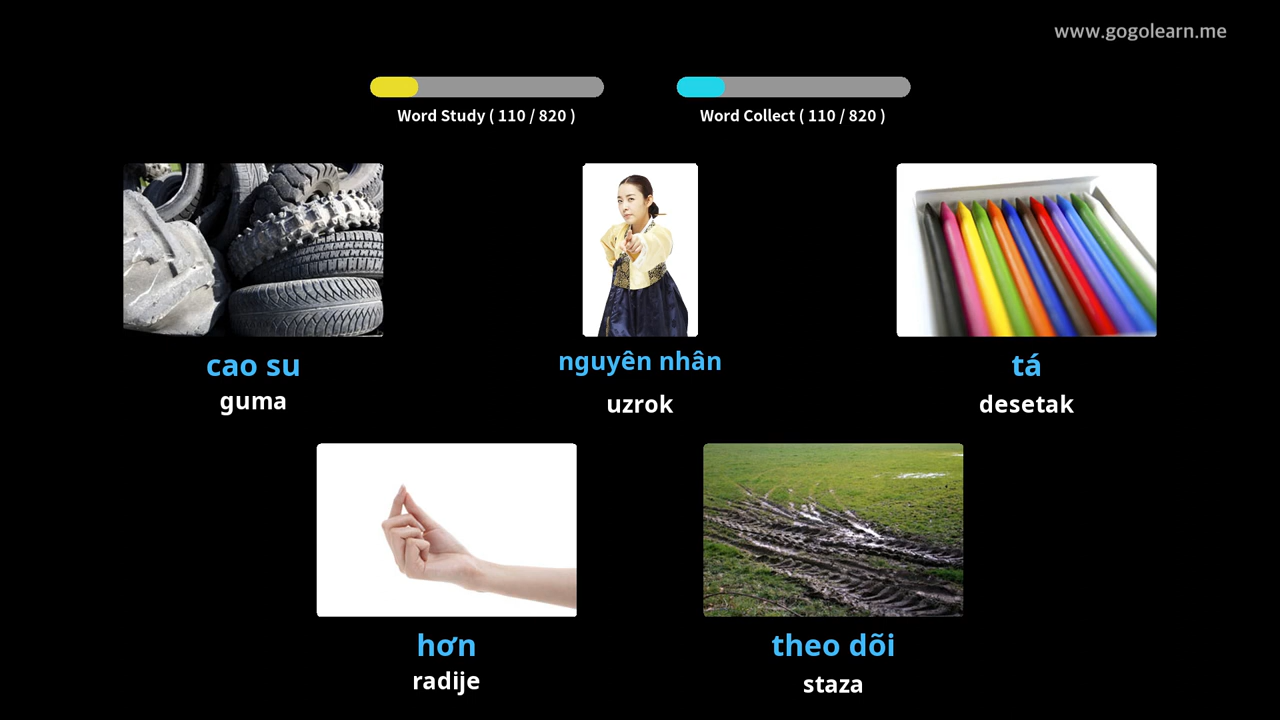 www.gogolearn.me
Word Study ( 110 / 820 )
Word Collect ( 110 / 820 )
cao su
guma
nguyên nhân
uzrok
tá
desetak
hơn
radije
theo dõi
staza